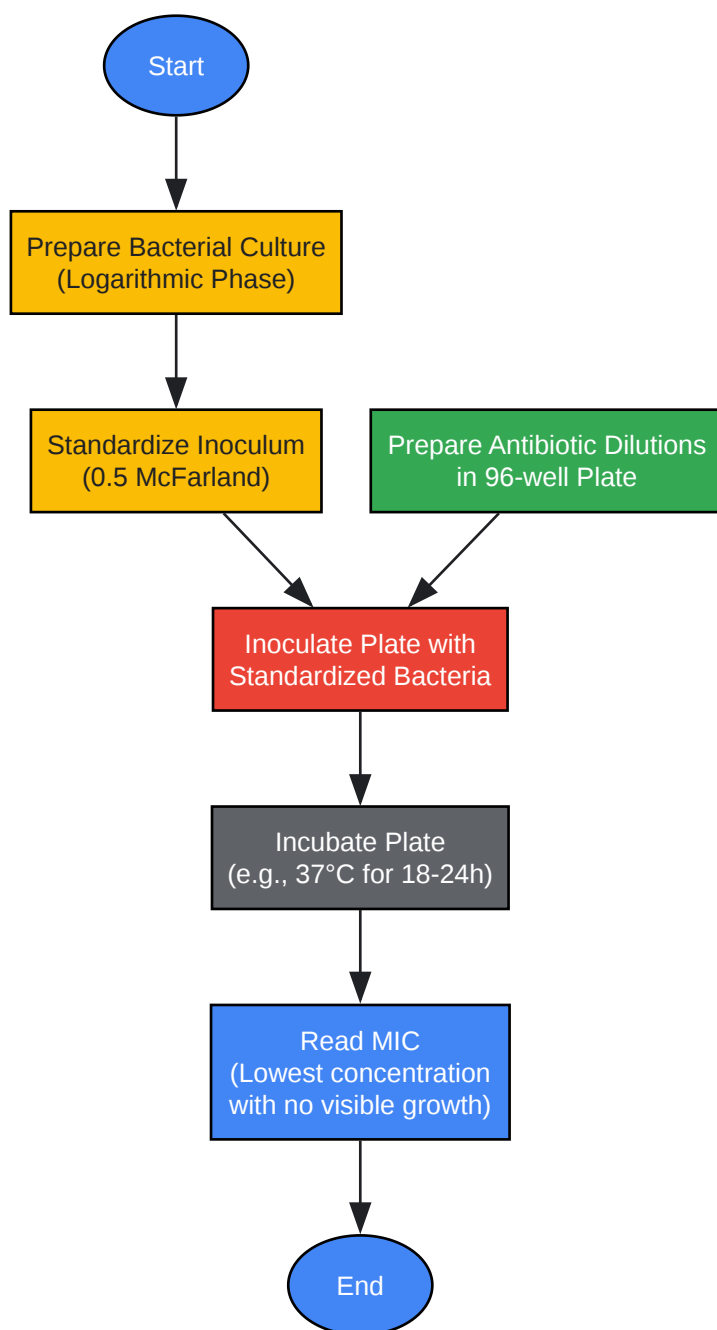 Start
Prepare Bacterial Culture
(Logarithmic Phase)
Standardize Inoculum
(0.5 McFarland)
Prepare Antibiotic Dilutions
in 96-well Plate
Inoculate Plate with
Standardized Bacteria
Incubate Plate
(e.g., 37°C for 18-24h)
Read MIC
(Lowest concentration
with no visible growth)
End